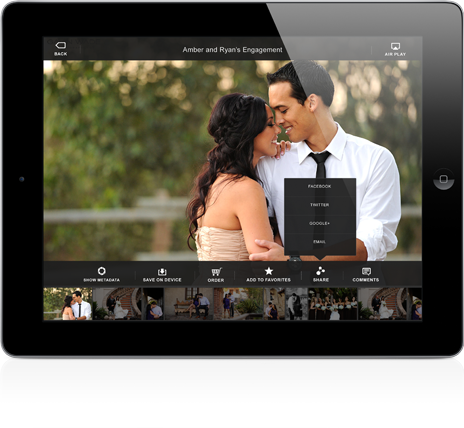 Amber and Ryan's Engagement
BACK
AIR PLAY
FACEBOOK
TWITTER
GOOGLE+
EMAIL
SHOW METADATA
SAVE ON DEVICE
ORDER
ADD TO FAVORITES
SHARE
COMMENTS